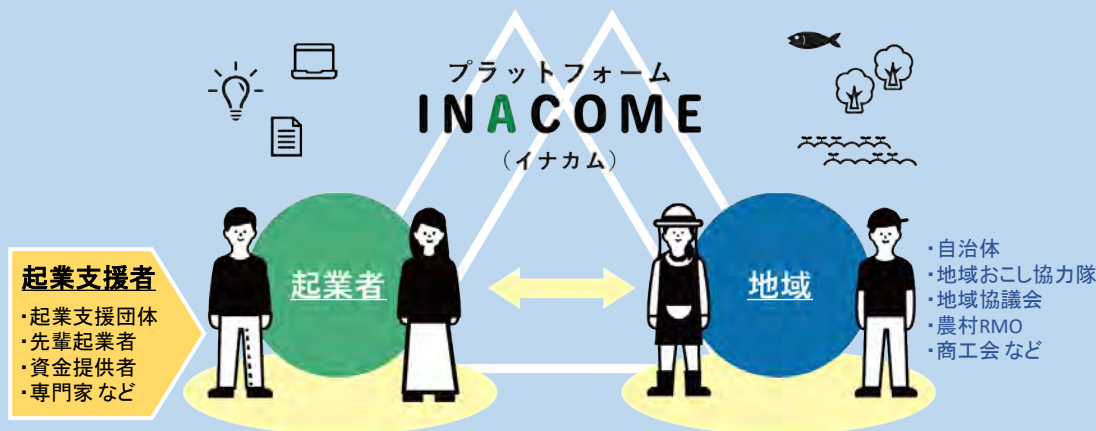 プラットフォーム
INACOME
（イナカム）
起業支援者
・起業支援団体
・先輩起業者
・資金提供者
・専門家 など
起業者
地域
・自治体
・地域おこし協力隊
・地域協議会
・農村RMO
・商工会 など